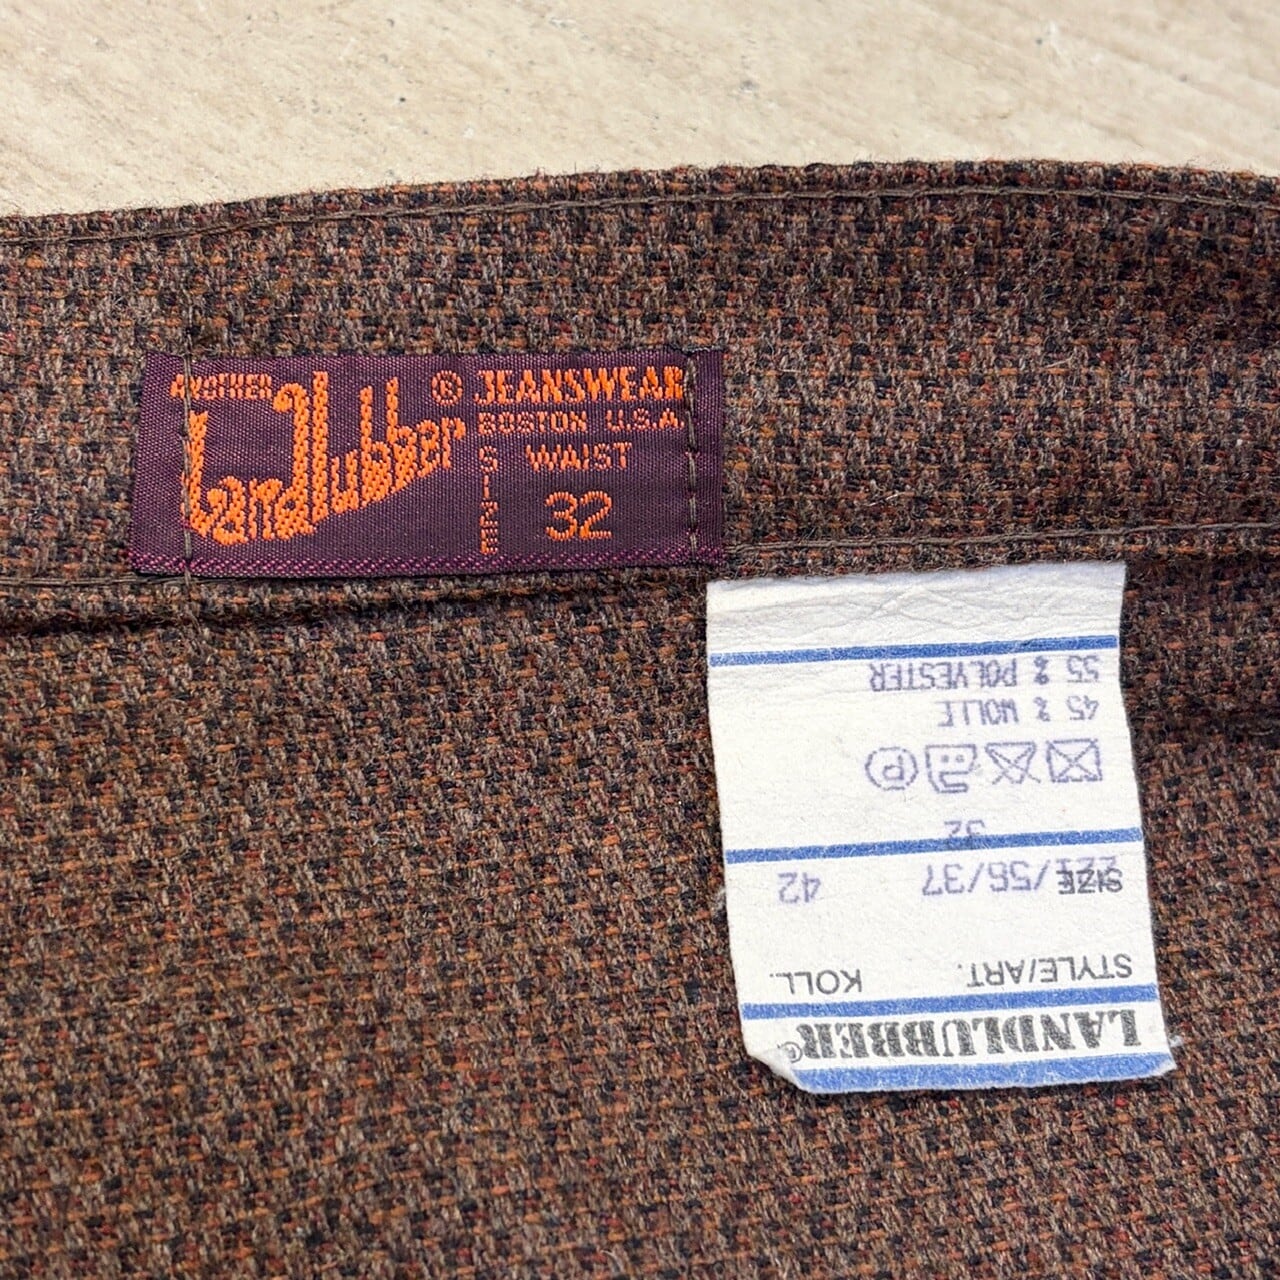 ANOTHER
Landlubber ®
JEANSWEAR
BOSTON U.S.A.
SIZE
WAIST
32
LANDLUBBER®
STYLE/ART. KOLL.
221/56/37 42
SIZE
32
45 % WOLLE
55 % POLYESTER